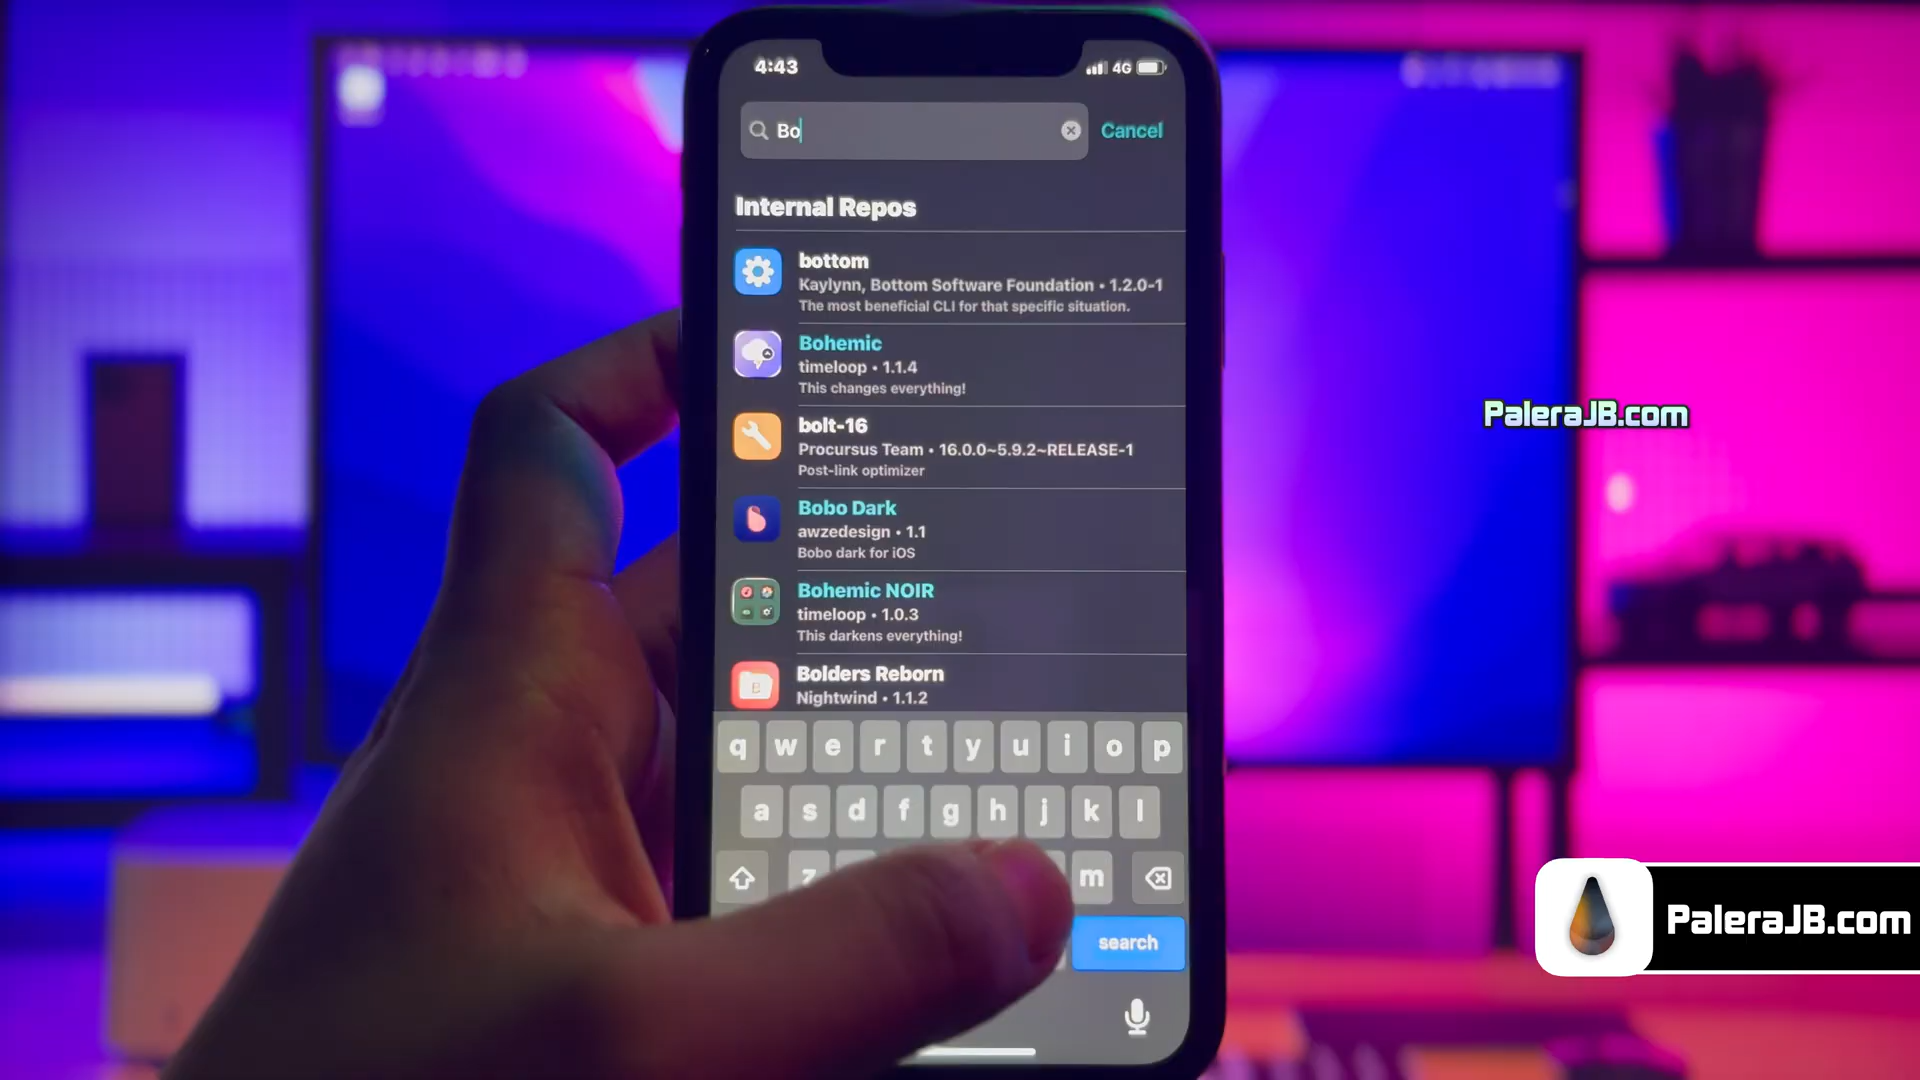 4:43
4G
Bo
Cancel
Internal Repos
bottom
Kaylynn, Bottom Software Foundation • 1.2.0-1
The most beneficial CLI for that specific situation.
Bohemic
timeloop • 1.1.4
This changes everything!
bolt-16
Procursus Team • 16.0.0~5.9.2~RELEASE-1
Post-link optimizer
Bobo Dark
awzedesign • 1.1
Bobo dark for iOS
Bohemic NOIR
timeloop • 1.0.3
This darkens everything!
Bolders Reborn
Nightwind • 1.1.2
q w e r t y u i o p
a s d f g h j k l
z m
search
PaleraJB.com
PaleraJB.com